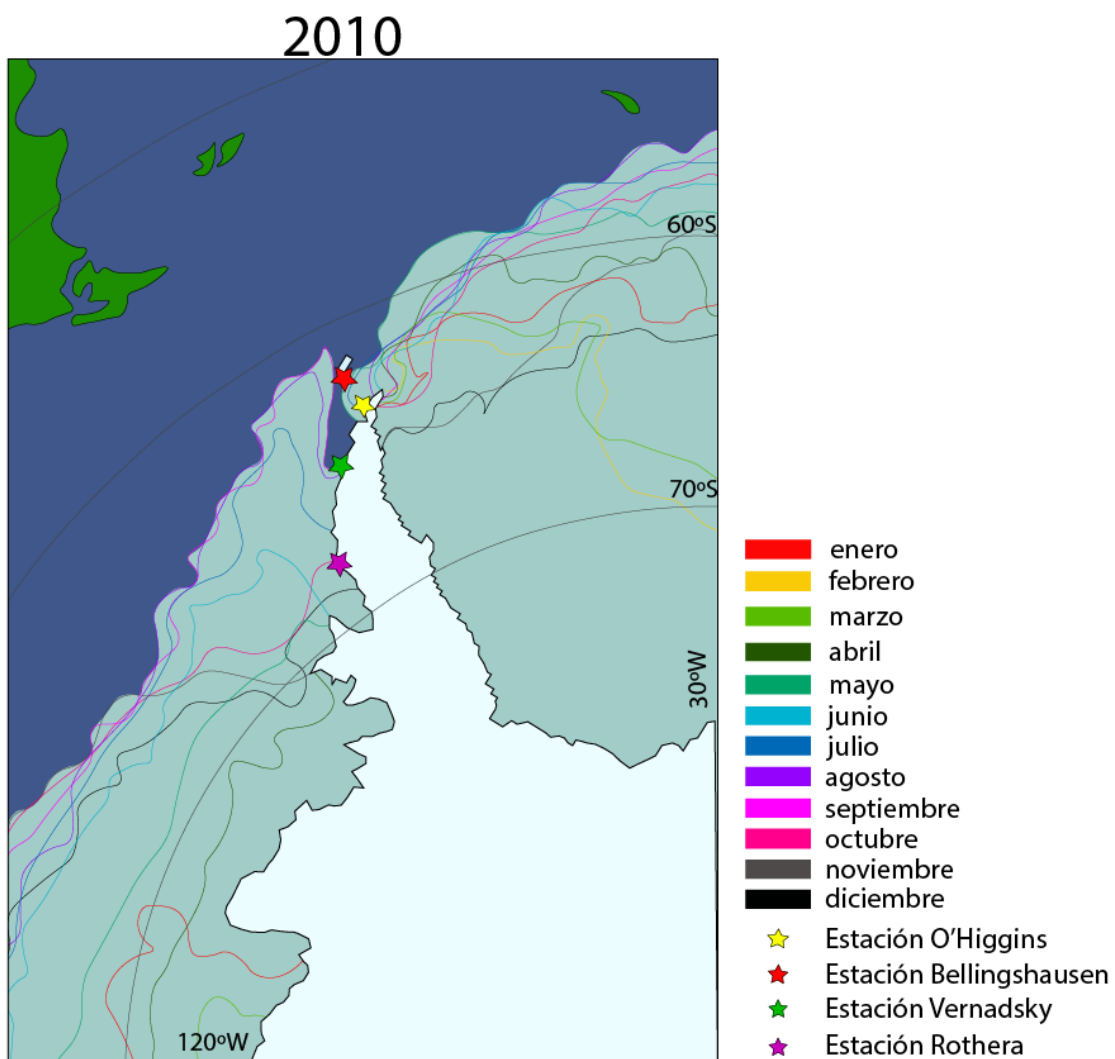 2010
60ºS
70ºS
30ºW
120ºW
enero
febrero
marzo
abril
mayo
junio
julio
agosto
septiembre
octubre
noviembre
diciembre
Estación O’Higgins
Estación Bellingshausen
Estación Vernadsky
Estación Rothera